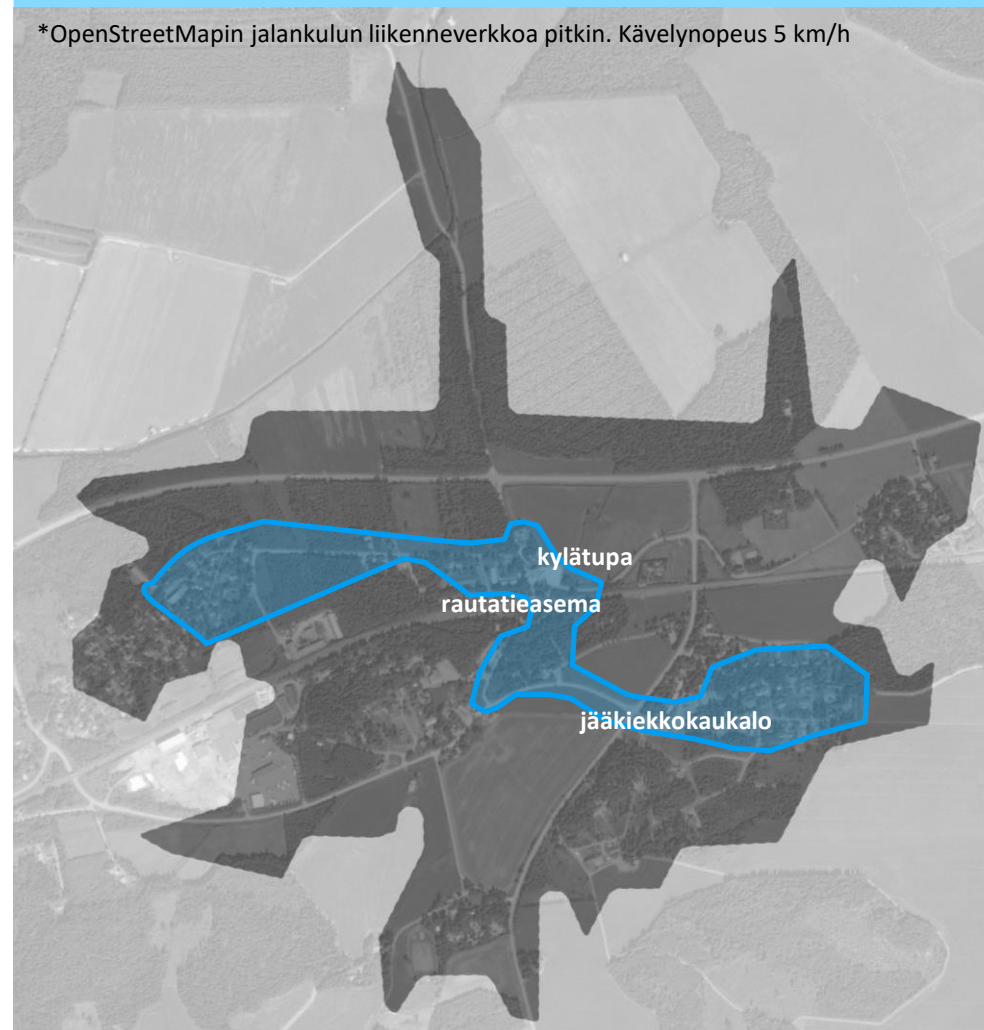 *OpenStreetMapin jalankulun liikenneverkkoa pitkin. Kävelynopeus 5 km/h
kylätupa
rautatieasema
jääkiekkokaukalo